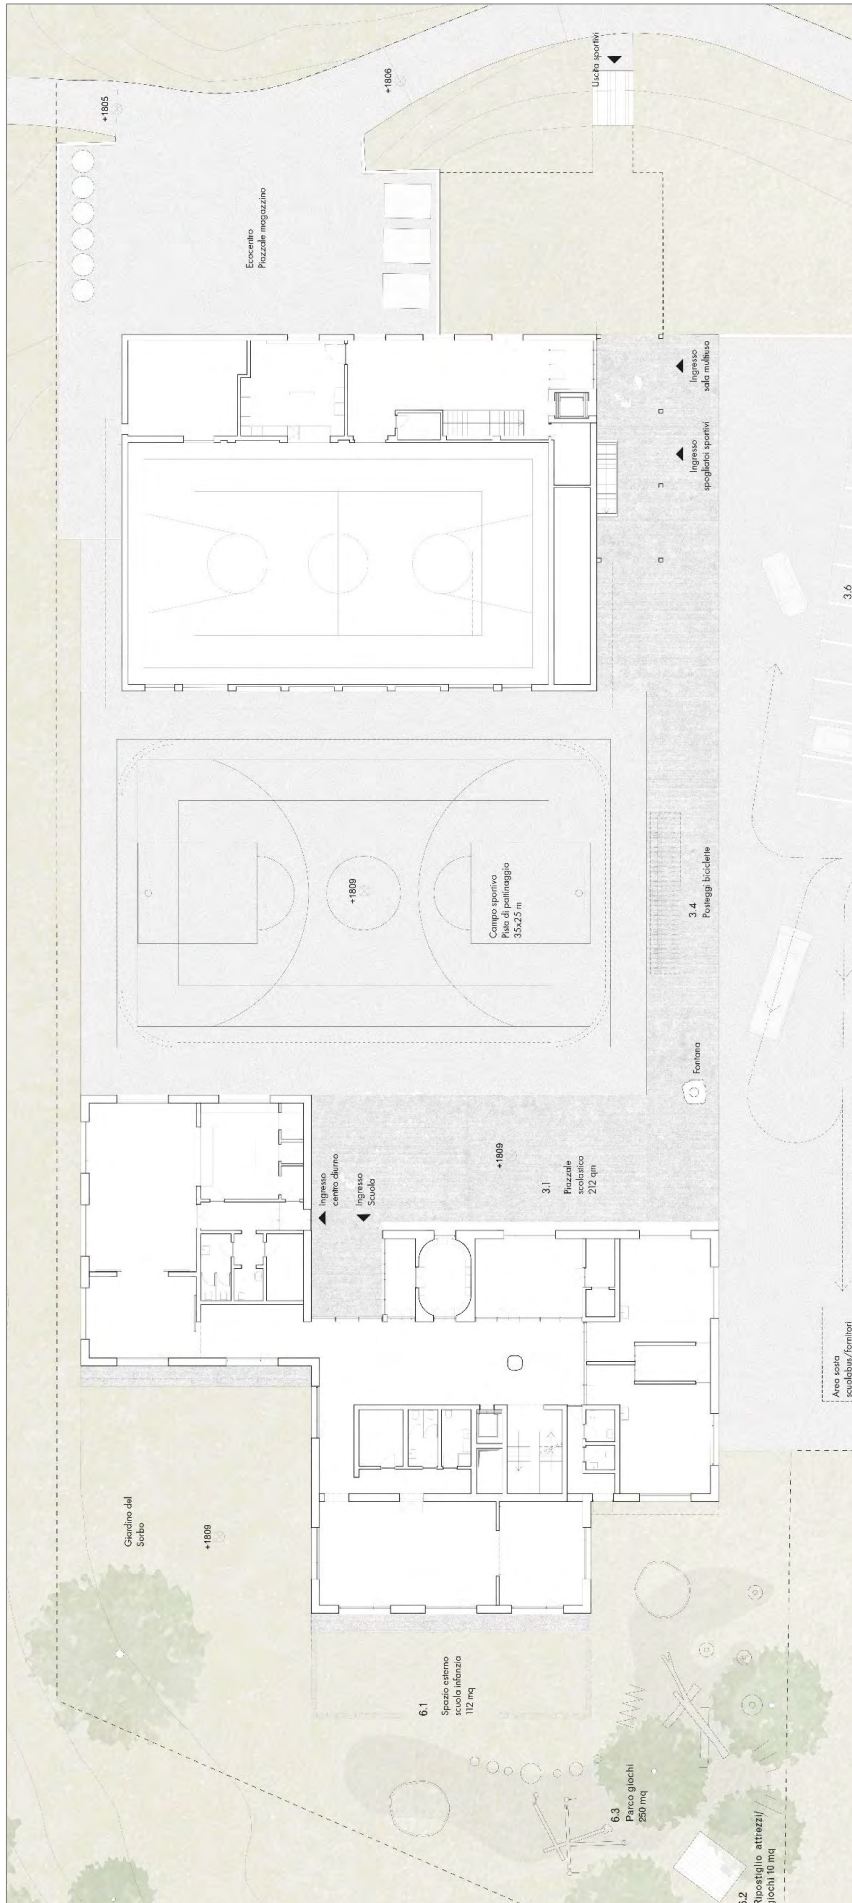 Uscita sportivi
+1806
+1805
Ecocentro
Piazzale magazzino
Ingresso
sala multiuso
Ingresso
spogliatoi sportivi
3.6
+1809
Campo sportivo
Pista di pattinaggio
35x25 m
3.4
Posteggi biciclette
Fontana
Ingresso
centro diurno
Ingresso
Scuola
+1809
3.1
Piazzale
scolastico
212 qm
Area sosta
scuolabus/fornitori
Giardino del
Sorbo
+1809
6.1
Spazio esterno
scuola infanzia
112 mq
6.3
Parco giochi
250 mq
6.2
Ripostiglio attrezzi/
giochi 10 mq